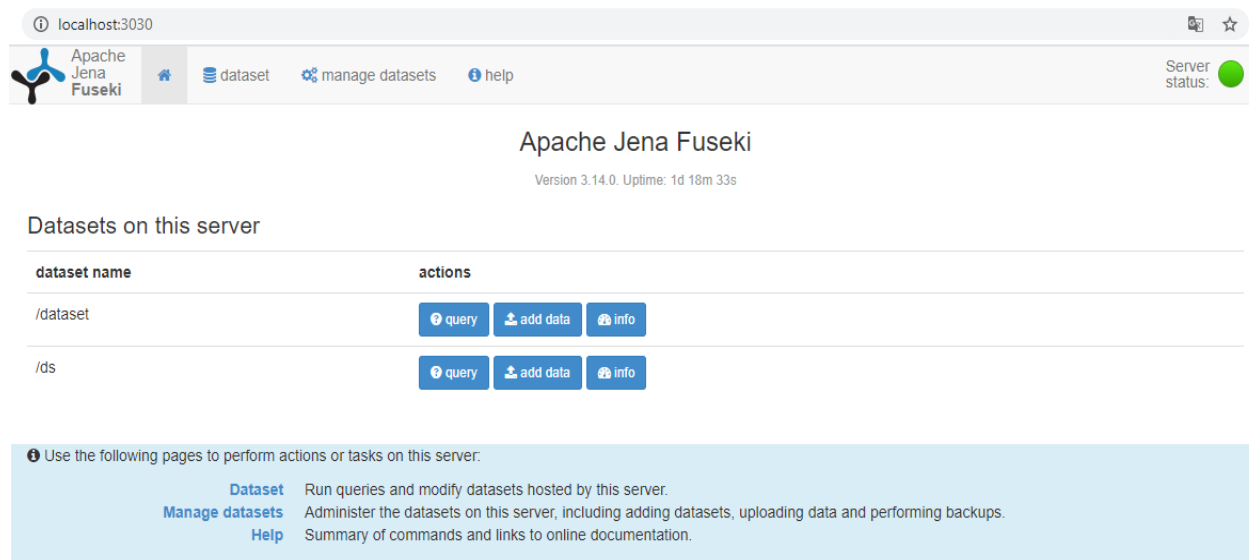 localhost:3030
Apache
Jena
Fuseki
dataset
manage datasets
help
Server
status:
Apache Jena Fuseki
Version 3.14.0. Uptime: 1d 18m 33s
Datasets on this server
dataset name actions
/dataset query add data info
/ds query add data info
Use the following pages to perform actions or tasks on this server:
Dataset Run queries and modify datasets hosted by this server.
Manage datasets Administer the datasets on this server, including adding datasets, uploading data and performing backups.
Help Summary of commands and links to online documentation.